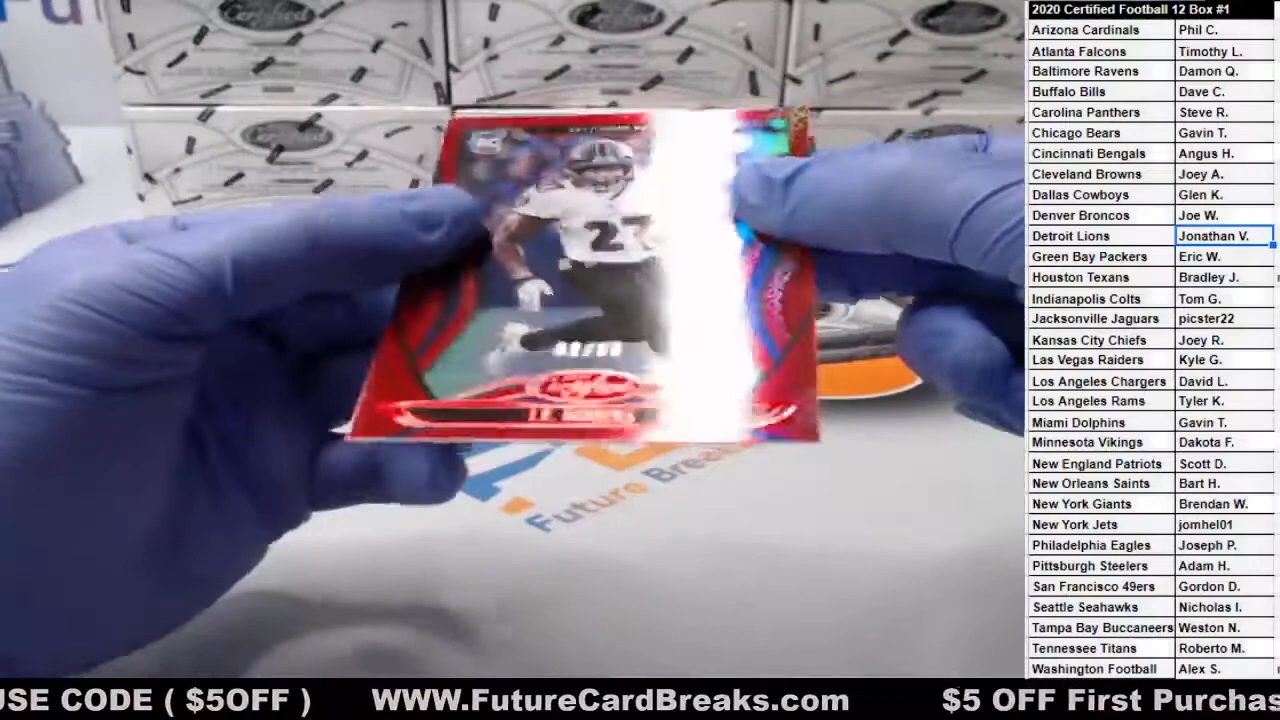 2020 Certified Football 12 Box #1
Arizona Cardinals Phil C.
Atlanta Falcons Timothy L.
Baltimore Ravens Damon Q.
Buffalo Bills Dave C.
Carolina Panthers Steve R.
Chicago Bears Gavin T.
Cincinnati Bengals Angus H.
Cleveland Browns Joey A.
Dallas Cowboys Glen K.
Denver Broncos Joe W.
Detroit Lions Jonathan V.
Green Bay Packers Eric W.
Houston Texans Bradley J.
Indianapolis Colts Tom G.
Jacksonville Jaguars picster22
Kansas City Chiefs Joey R.
Las Vegas Raiders Kyle G.
Los Angeles Chargers David L.
Los Angeles Rams Tyler K.
Miami Dolphins Gavin T.
Minnesota Vikings Dakota F.
New England Patriots Scott D.
New Orleans Saints Bart H.
New York Giants Brendan W.
New York Jets jomhel01
Philadelphia Eagles Joseph P.
Pittsburgh Steelers Adam H.
San Francisco 49ers Gordon D.
Seattle Seahawks Nicholas I.
Tampa Bay Buccaneers Weston N.
Tennessee Titans Roberto M.
Washington Football Alex S.
Certified
Certified
Certified
Certified
27
Future Breaks
USE CODE ( $5OFF ) WWW.FutureCardBreaks.com $5 OFF First Purchas